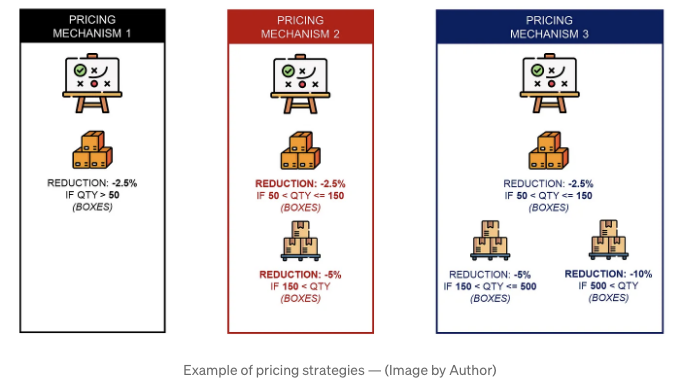 PRICING
MECHANISM 1
REDUCTION: -2.5%
IF QTY > 50
(BOXES)
PRICING
MECHANISM 2
REDUCTION: -2.5%
IF 50 < QTY <= 150
(BOXES)
REDUCTION: -5%
IF 150 < QTY
(BOXES)
PRICING
MECHANISM 3
REDUCTION: -2.5%
IF 50 < QTY <= 150
(BOXES)
REDUCTION: -5%
IF 150 < QTY <= 500
(BOXES)
REDUCTION: -10%
IF 500 < QTY
(BOXES)
Example of pricing strategies — (Image by Author)